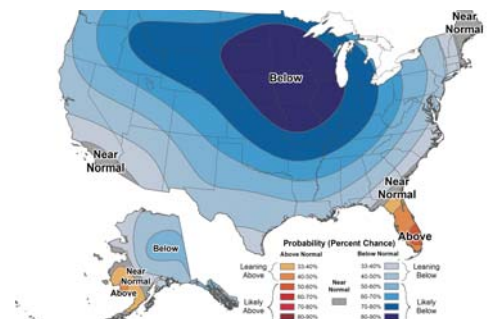 Near
Normal
Below
Near
Normal
Near
Normal
Above
Below
Near
Normal
Above
Probability (Percent Chance)
Above Normal
Below Normal
Leaning
Above
33-40%
40-50%
Likely
Above
50-60%
60-70%
70-80%
80-90%
90-100%
Near
Normal
33-40%
40-50%
Leaning
Below
50-60%
60-70%
70-80%
80-90%
Likely
Below